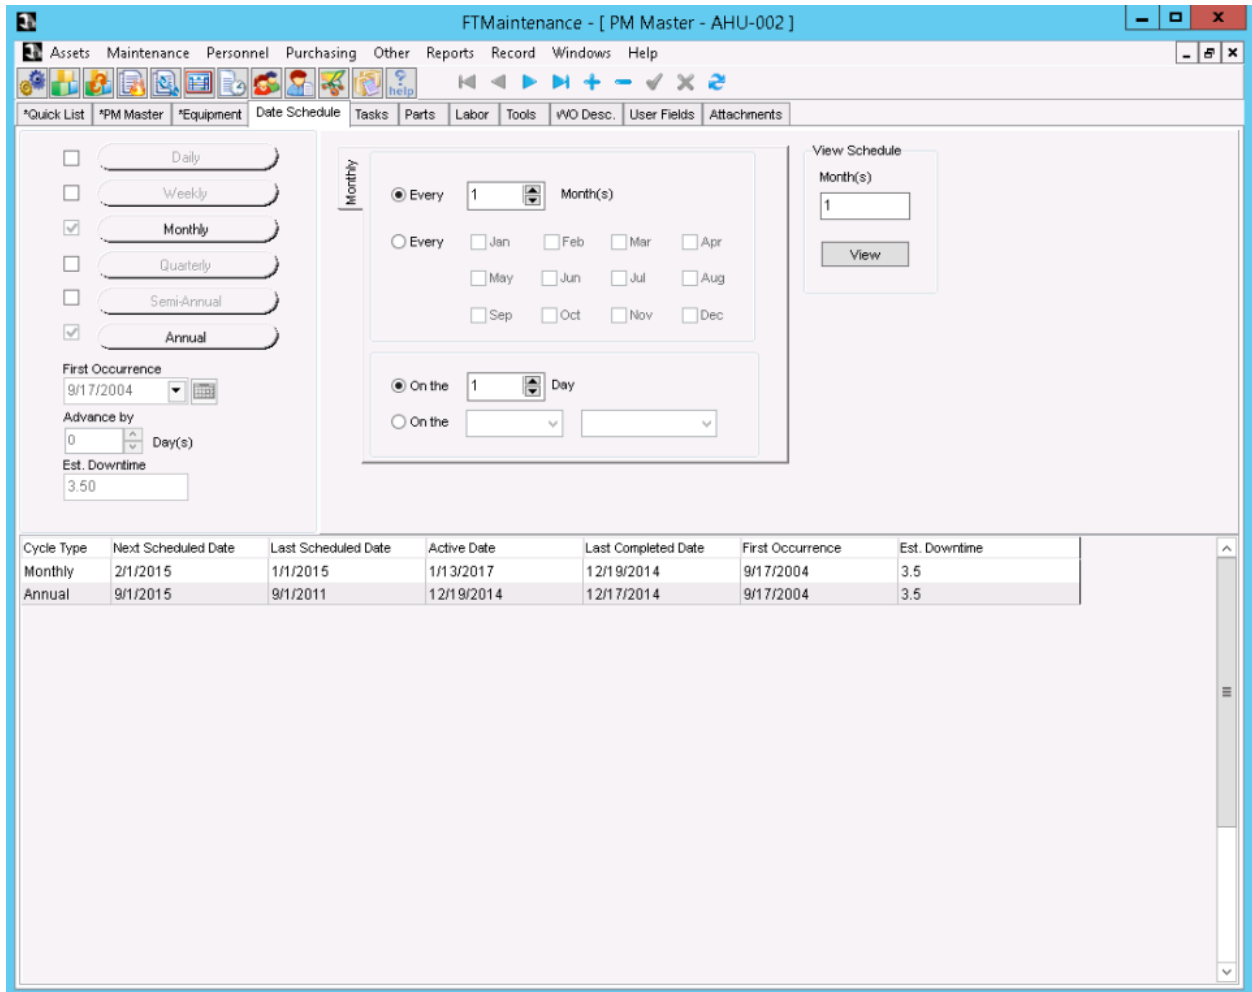 FTMaintenance - [ PM Master - AHU-002 ]
Assets Maintenance Personnel Purchasing Other Reports Record Windows Help
help
*Quick List *PM Master *Equipment Date Schedule Tasks Parts Labor Tools WO Desc. User Fields Attachments
Daily
Weekly
Monthly
Quarterly
Semi-Annual
Annual
First Occurrence
9/17/2004
Advance by
0 Day(s)
Est. Downtime
3.50
Monthly
Every 1 Month(s)
Every Jan Feb Mar Apr
May Jun Jul Aug
Sep Oct Nov Dec
On the 1 Day
On the
View Schedule
Month(s)
1
View
Cycle Type Next Scheduled Date Last Scheduled Date Active Date Last Completed Date First Occurrence Est. Downtime
Monthly 2/1/2015 1/1/2015 1/13/2017 12/19/2014 9/17/2004 3.5
Annual 9/1/2015 9/1/2011 12/19/2014 12/17/2014 9/17/2004 3.5